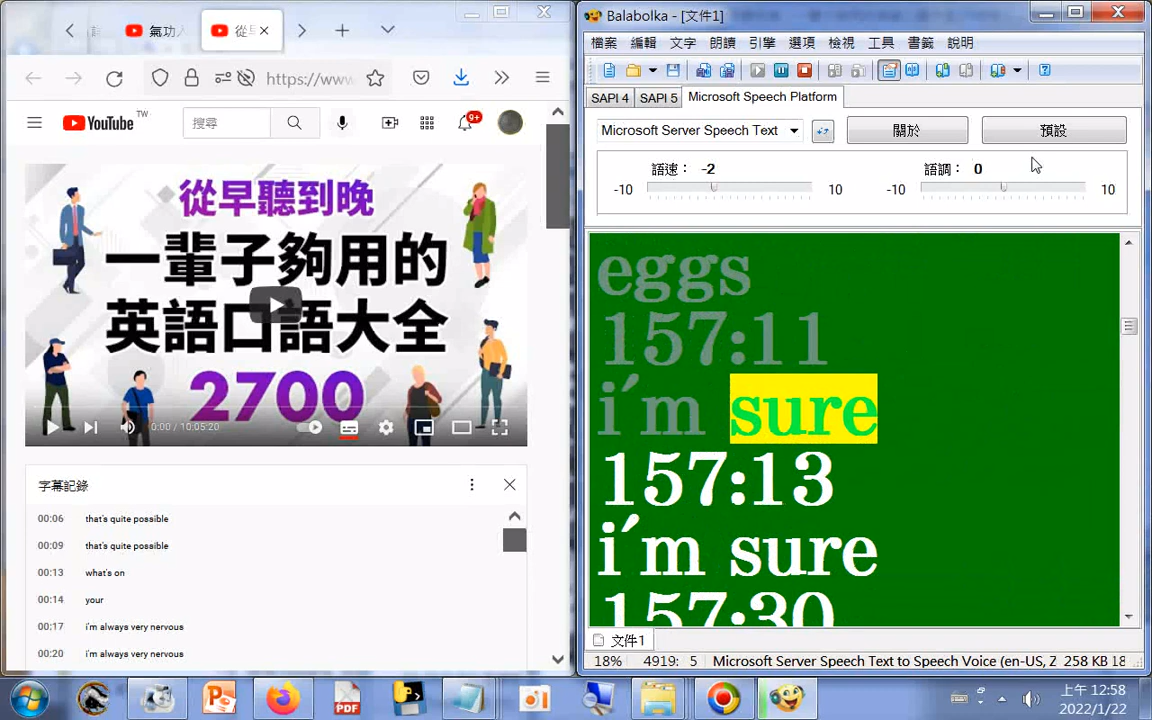 氣功入
從早
https://www
YouTube TW
搜尋
9+
從早聽到晚
一輩子夠用的
英語口語大全
2700
0:00 / 10:05:20
字幕記錄
00:06 that's quite possible
00:09 that's quite possible
00:13 what's on
00:14 your
00:17 i'm always very nervous
00:20 i'm always very nervous
Balabolka - [文件1]
檔案 編輯 文字 朗讀 引擎 選項 檢視 工具 書籤 說明
SAPI 4 SAPI 5 Microsoft Speech Platform
Microsoft Server Speech Text 關於 預設
語速： -2 語調： 0
-10 10 -10 10
eggs
157:11
i´m sure
157:13
i´m sure
157:30
文件1
18% 4919: 5 Microsoft Server Speech Text to Speech Voice (en-US, Z 258 KB 18
PDF
上午 12:58
2022/1/22